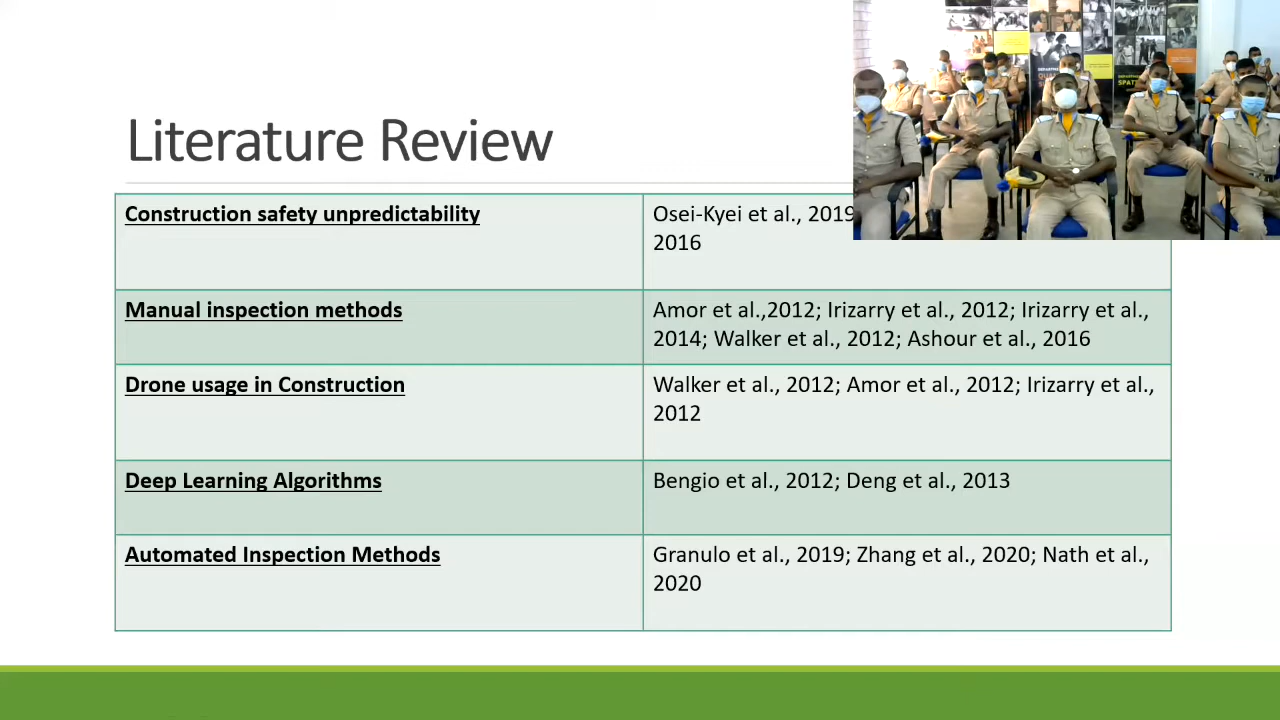 Literature Review
Construction safety unpredictability
Osei-Kyei et al., 2019
2016
Manual inspection methods
Amor et al.,2012; Irizarry et al., 2012; Irizarry et al.,
2014; Walker et al., 2012; Ashour et al., 2016
Drone usage in Construction
Walker et al., 2012; Amor et al., 2012; Irizarry et al.,
2012
Deep Learning Algorithms
Bengio et al., 2012; Deng et al., 2013
Automated Inspection Methods
Granulo et al., 2019; Zhang et al., 2020; Nath et al.,
2020